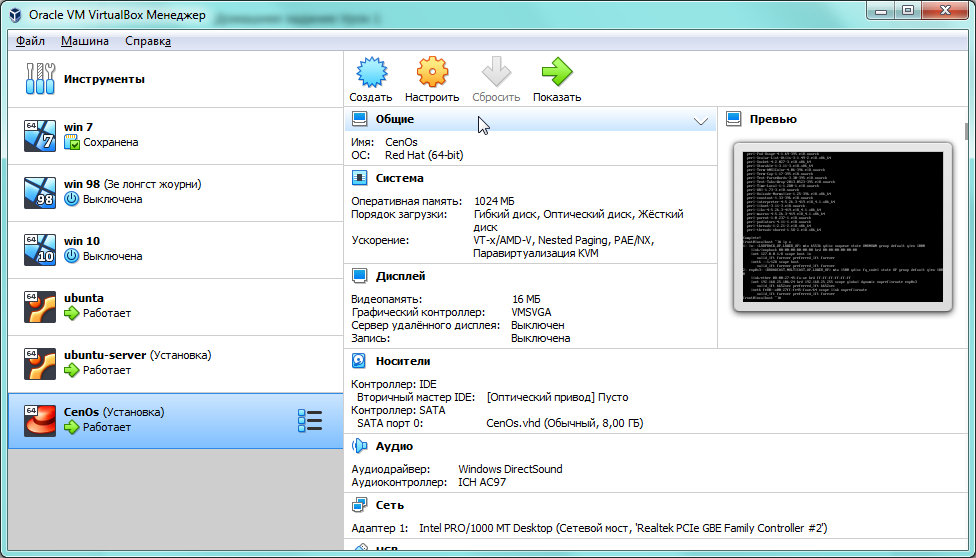 Oracle VM VirtualBox Менеджер
Файл Машина Справка
Инструменты
64 7
win 7
Сохранена
64 98
win 98 (Зе лонгст жоурни)
Выключена
64 10
win 10
Выключена
64
ubunta
Работает
64
ubuntu-server (Установка)
Работает
64
CenOs (Установка)
Работает
Создать Настроить Сбросить Показать
Общие
Имя: CenOs
ОС: Red Hat (64-bit)
Система
Оперативная память: 1024 МБ
Порядок загрузки: Гибкий диск, Оптический диск, Жёсткий
диск
Ускорение: VT-x/AMD-V, Nested Paging, PAE/NX,
Паравиртуализация KVM
Дисплей
Видеопамять: 16 МБ
Графический контроллер: VMSVGA
Сервер удалённого дисплея: Выключен
Запись: Выключена
Превью
Носители
Контроллер: IDE
Вторичный мастер IDE: [Оптический привод] Пусто
Контроллер: SATA
SATA порт 0: CenOs.vhd (Обычный, 8,00 ГБ)
Аудио
Аудиодрайвер: Windows DirectSound
Аудиоконтроллер: ICH AC97
Сеть
Адаптер 1: Intel PRO/1000 MT Desktop (Сетевой мост, 'Realtek PCIe GBE Family Controller #2')
USB